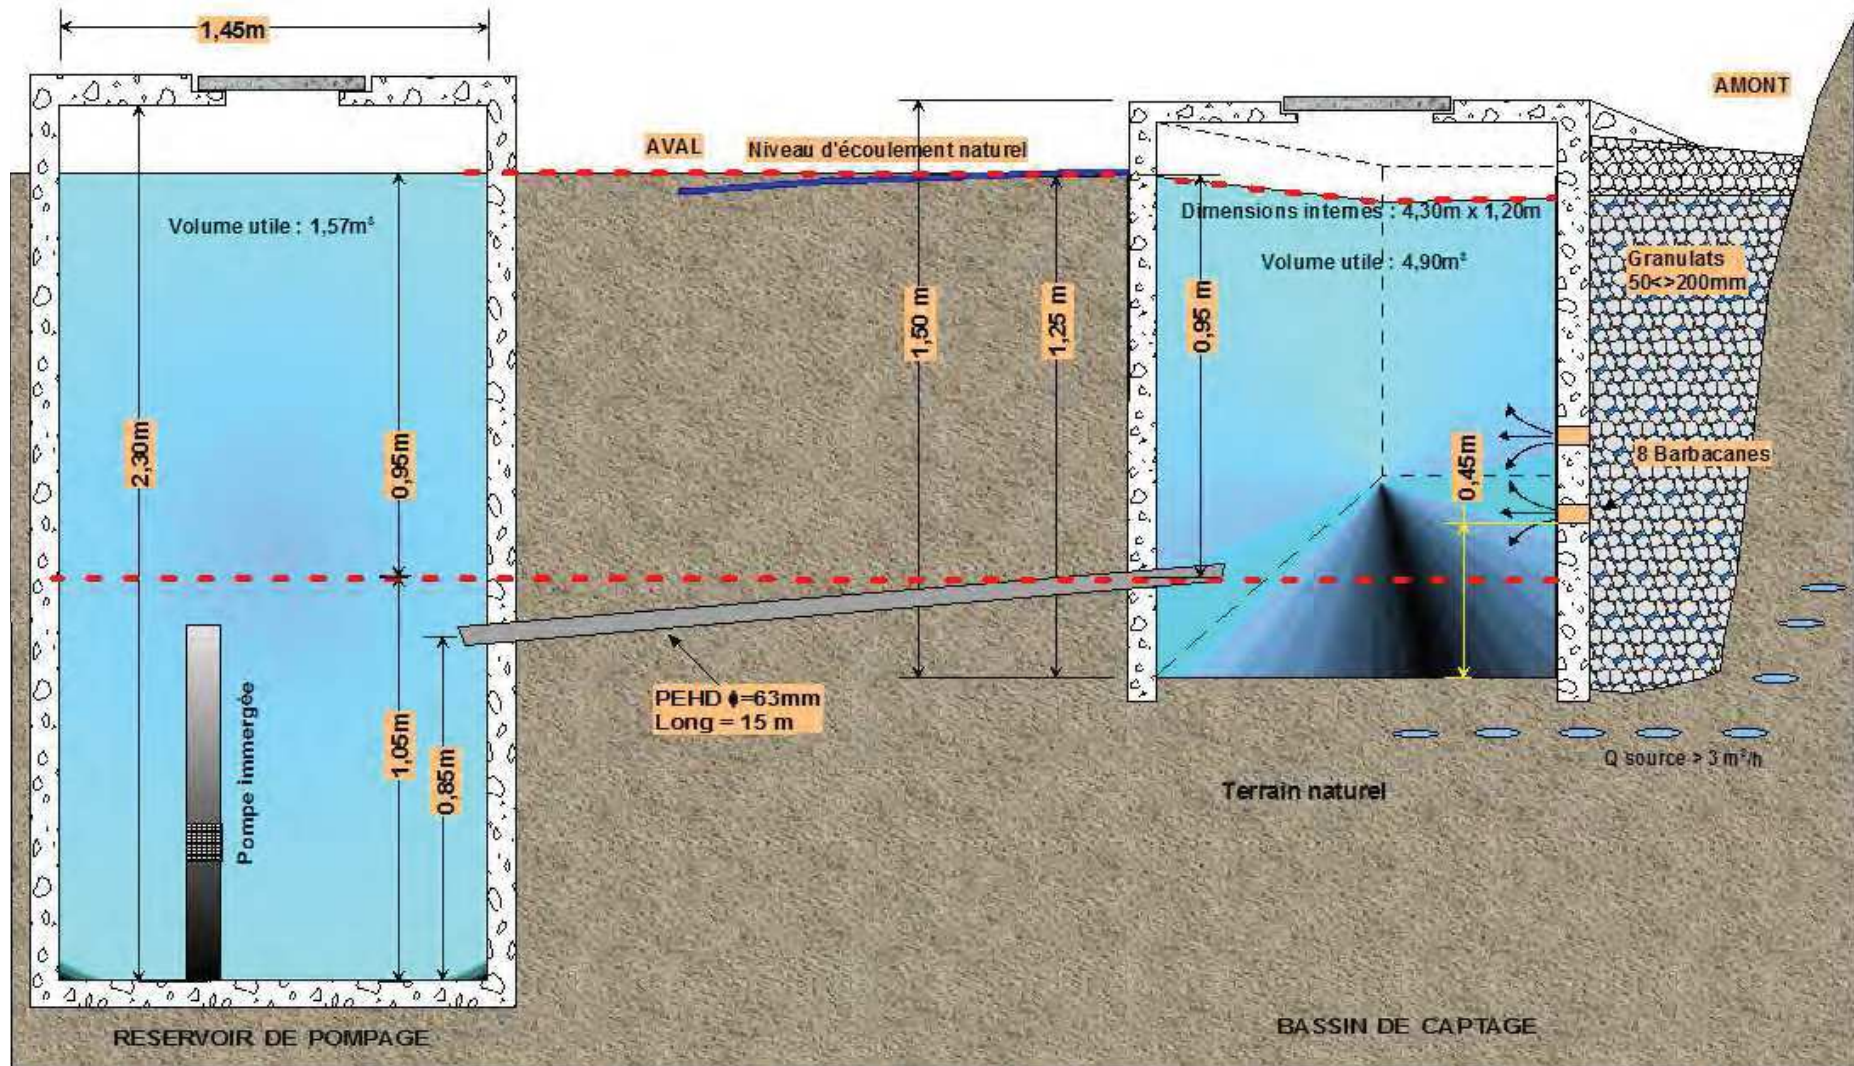 1,45m
AMONT
AVAL
Niveau d'écoulement naturel
Volume utile : 1,57m³
Dimensions internes : 4,30m x 1,20m
Volume utile : 4,90m³
Granulats
50<>200mm
1,50 m
1,25 m
0,95 m
2,30m
0,95m
0,45m
8 Barbacanes
Pompe immergée
1,05m
0,85m
PEHD ⧫=63mm
Long = 15 m
Q source > 3 m³/h
Terrain naturel
RESERVOIR DE POMPAGE
BASSIN DE CAPTAGE